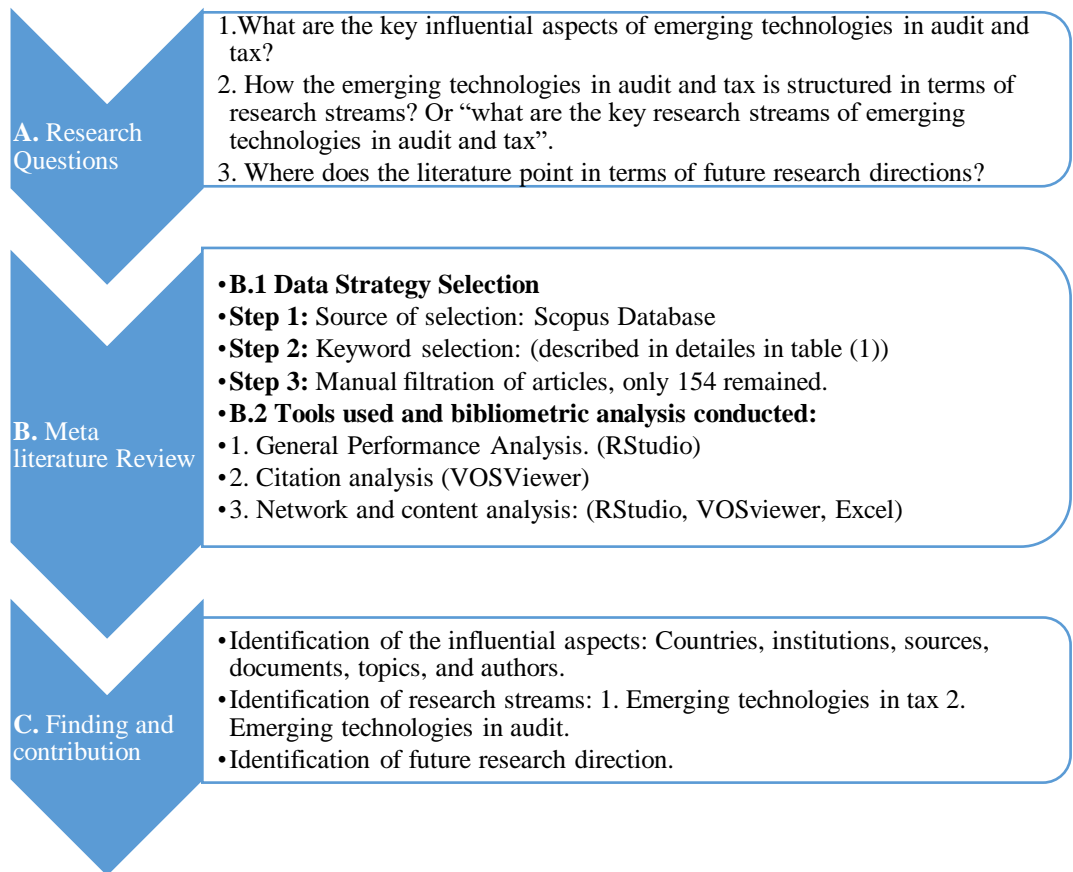 1.What are the key influential aspects of emerging technologies in audit and
tax?
2. How the emerging technologies in audit and tax is structured in terms of
research streams? Or “what are the key research streams of emerging
technologies in audit and tax”.
3. Where does the literature point in terms of future research directions?
A. Research
Questions
•B.1 Data Strategy Selection
•Step 1: Source of selection: Scopus Database
•Step 2: Keyword selection: (described in detailes in table (1))
•Step 3: Manual filtration of articles, only 154 remained.
•B.2 Tools used and bibliometric analysis conducted:
•1. General Performance Analysis. (RStudio)
•2. Citation analysis (VOSViewer)
•3. Network and content analysis: (RStudio, VOSviewer, Excel)
B. Meta
literature Review
•Identification of the influential aspects: Countries, institutions, sources,
documents, topics, and authors.
•Identification of research streams: 1. Emerging technologies in tax 2.
Emerging technologies in audit.
•Identification of future research direction.
C. Finding and
contribution